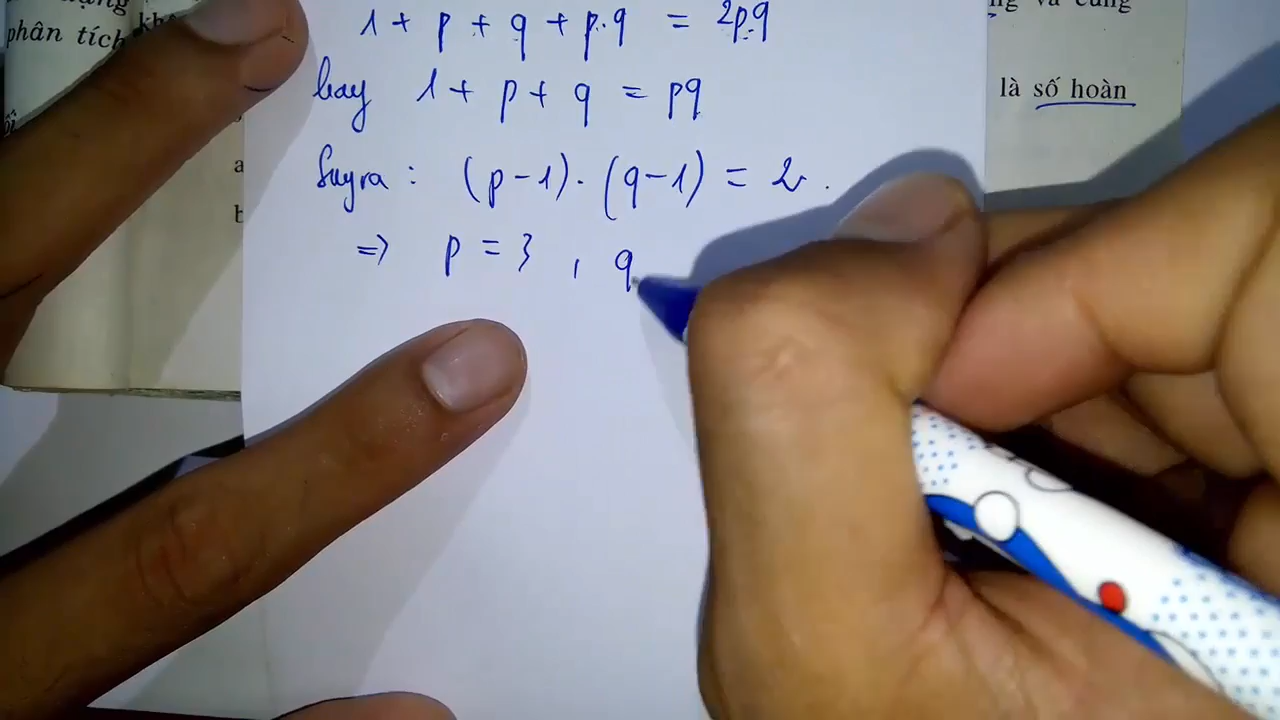 phân tích
1 + p + q + p.q = 2pq
hay 1 + p + q = pq
Suy ra : (p - 1) . (q - 1) = 2 .
=> p = 3 , q
a
b
là số hoàn